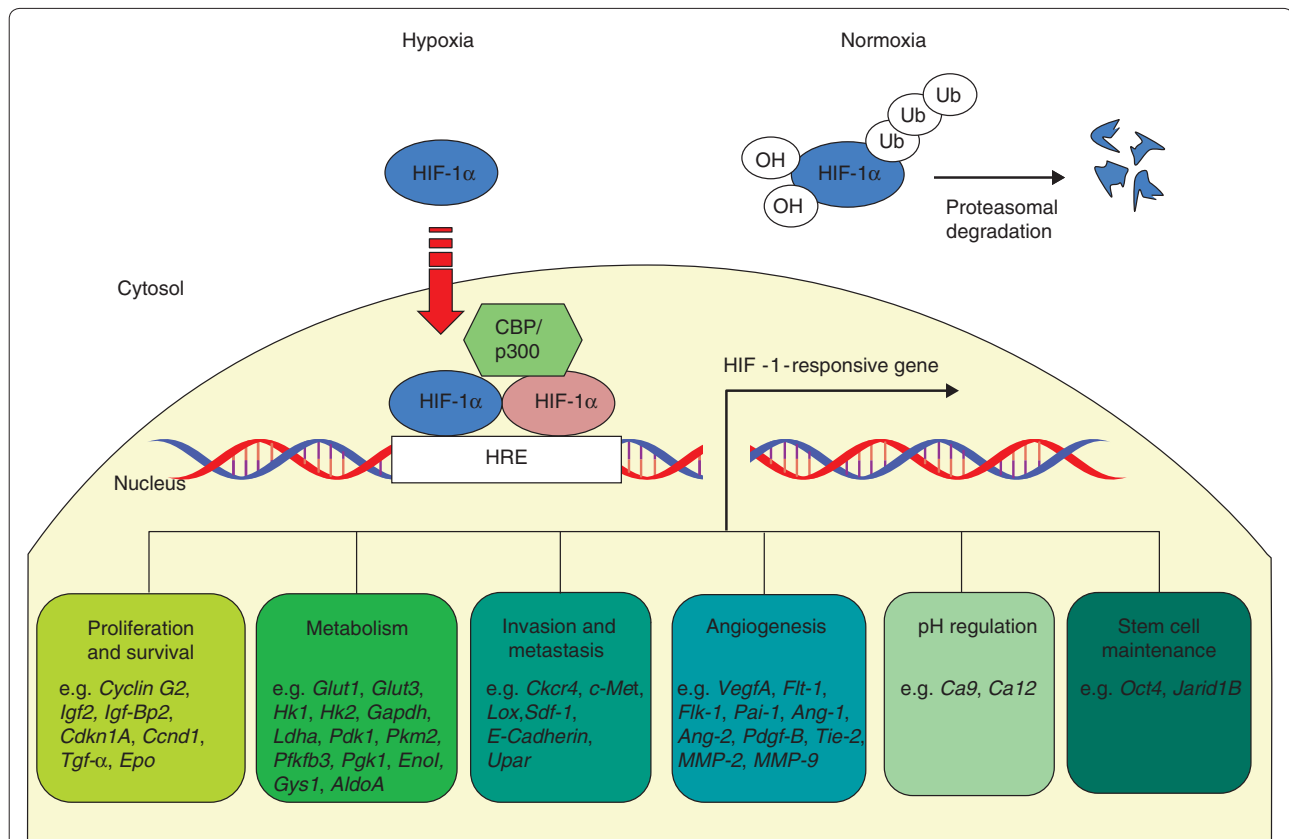 Hypoxia
Normoxia
Ub
Ub
Ub
OH
OH
HIF-1α
HIF-1α
Proteasomal
degradation
Cytosol
CBP/
p300
HIF -1-responsive gene
HIF-1α
HIF-1α
HRE
Nucleus
Proliferation
and survival
e.g. Cyclin G2,
Igf2, Igf-Bp2,
Cdkn1A, Ccnd1,
Tgf-α, Epo
Metabolism
e.g. Glut1, Glut3,
Hk1, Hk2, Gapdh,
Ldha, Pdk1, Pkm2,
Pfkfb3, Pgk1, Enol,
Gys1, AldoA
Invasion and
metastasis
e.g. Ckcr4, c-Met,
Lox,Sdf-1,
E-Cadherin,
Upar
Angiogenesis
e.g. VegfA, Flt-1,
Flk-1, Pai-1, Ang-1,
Ang-2, Pdgf-B, Tie-2,
MMP-2, MMP-9
pH regulation
e.g. Ca9, Ca12
Stem cell
maintenance
e.g. Oct4, Jarid1B